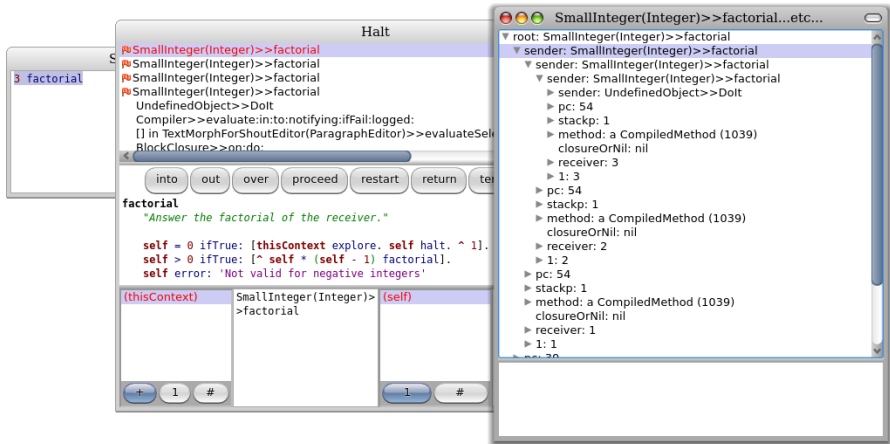 S
3 factorial
Halt
SmallInteger(Integer)>>factorial
SmallInteger(Integer)>>factorial
SmallInteger(Integer)>>factorial
SmallInteger(Integer)>>factorial
UndefinedObject>>DoIt
Compiler>>evaluate:in:to:notifying:ifFail:logged:
[] in TextMorphForShoutEditor(ParagraphEditor)>>evaluateSele
BlockClosure>>on:do:
into out over proceed restart return ter
factorial
"Answer the factorial of the receiver."
self = 0 ifTrue: [thisContext explore. self halt. ^ 1].
self > 0 ifTrue: [^ self * (self - 1) factorial].
self error: 'Not valid for negative integers'
(thisContext)
SmallInteger(Integer)>
>factorial
(self)
+ 1 #
1 #
SmallInteger(Integer)>>factorial...etc...
root: SmallInteger(Integer)>>factorial
sender: SmallInteger(Integer)>>factorial
sender: SmallInteger(Integer)>>factorial
sender: SmallInteger(Integer)>>factorial
sender: UndefinedObject>>DoIt
pc: 54
stackp: 1
method: a CompiledMethod (1039)
closureOrNil: nil
receiver: 3
1: 3
pc: 54
stackp: 1
method: a CompiledMethod (1039)
closureOrNil: nil
receiver: 2
1: 2
pc: 54
stackp: 1
method: a CompiledMethod (1039)
closureOrNil: nil
receiver: 1
1: 1
pc: 39